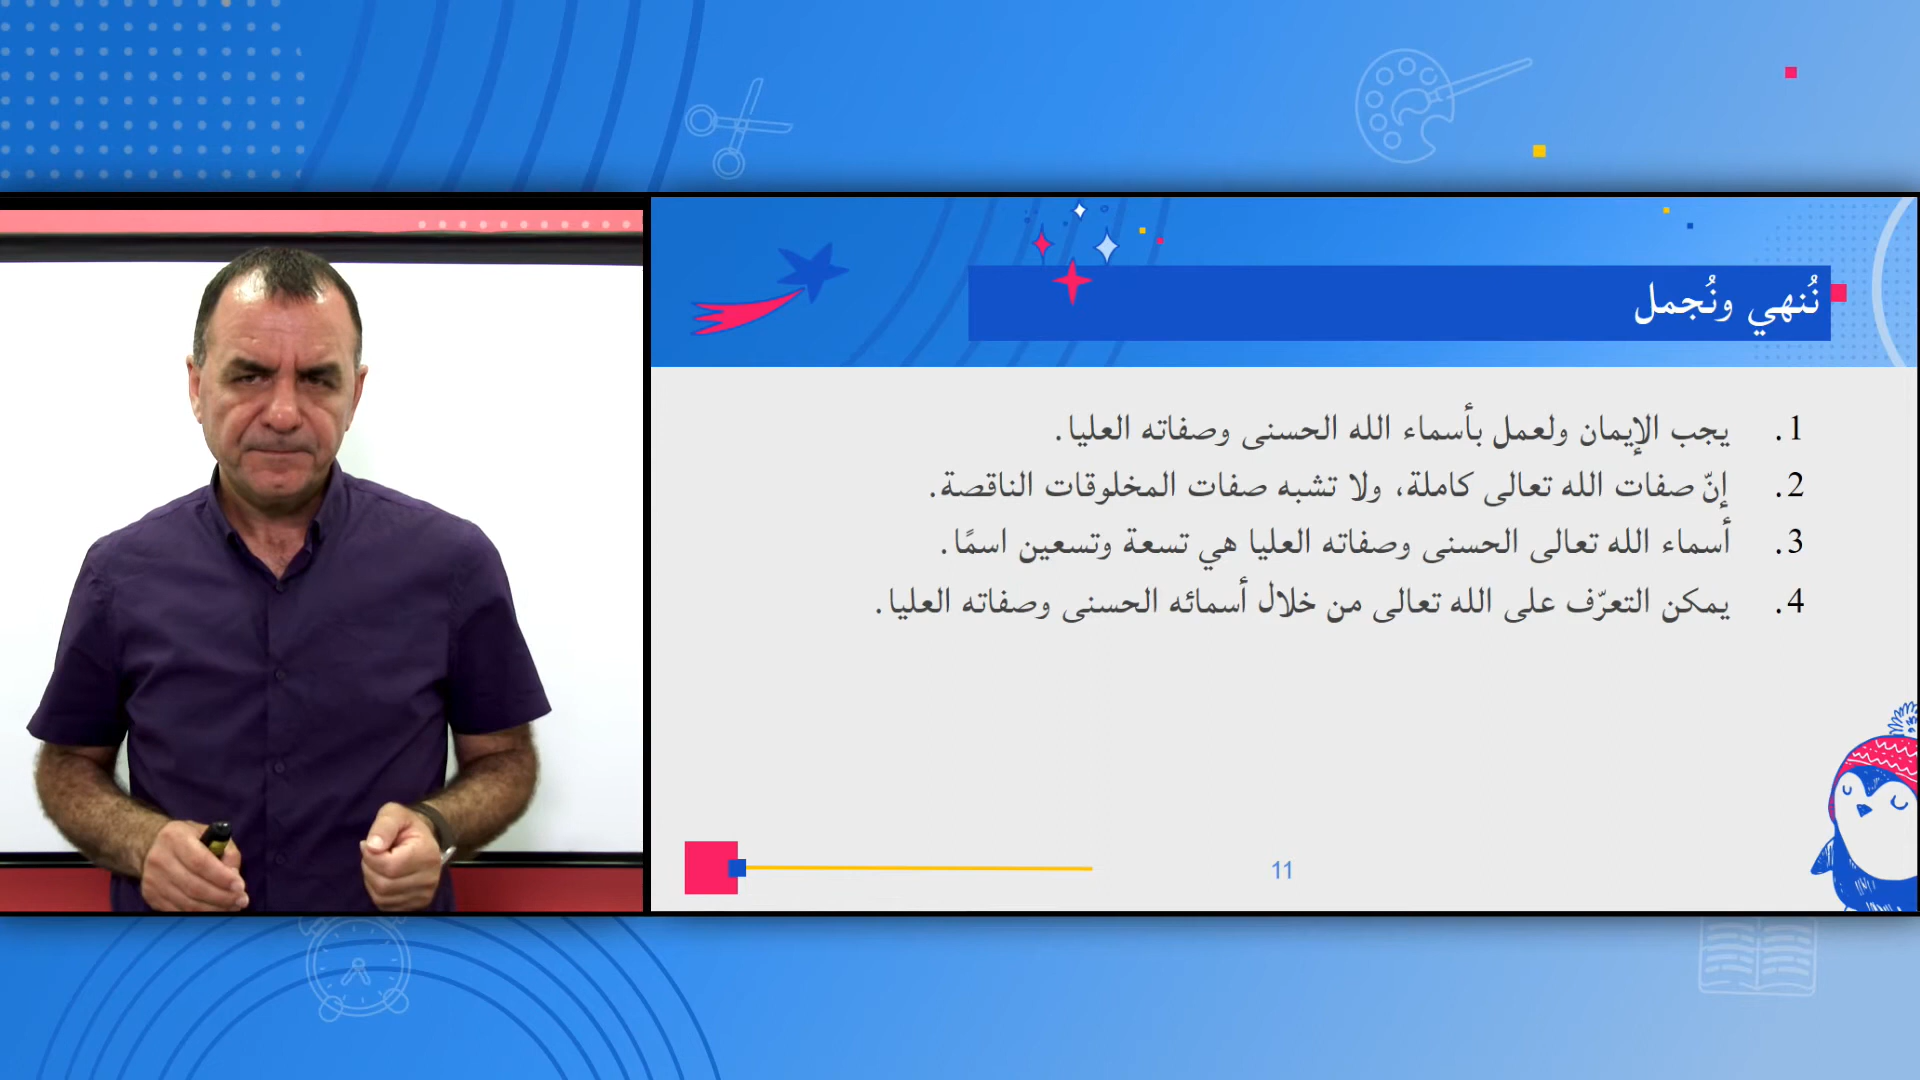 نُنهي ونُجمل
1. يجب الإيمان ولعمل بأسماء الله الحسنى وصفاته العليا.
2. إنّ صفات الله تعالى كاملة، ولا تشبه صفات المخلوقات الناقصة.
3. أسماء الله تعالى الحسنى وصفاته العليا هي تسعة وتسعين اسمًا.
4. يمكن التعرّف على الله تعالى من خلال أسمائه الحسنى وصفاته العليا.
11